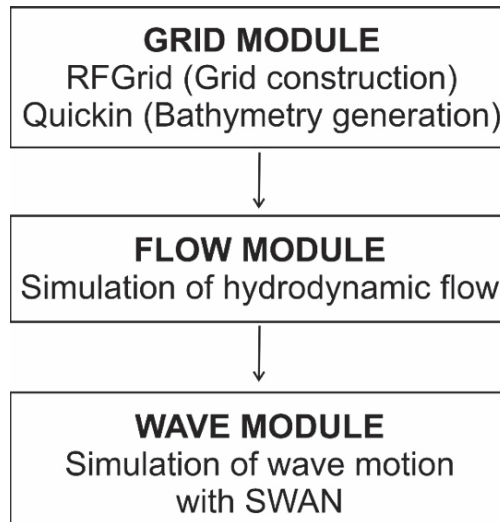 GRID MODULE
RFGrid (Grid construction)
Quickin (Bathymetry generation)
FLOW MODULE
Simulation of hydrodynamic flow
WAVE MODULE
Simulation of wave motion
with SWAN